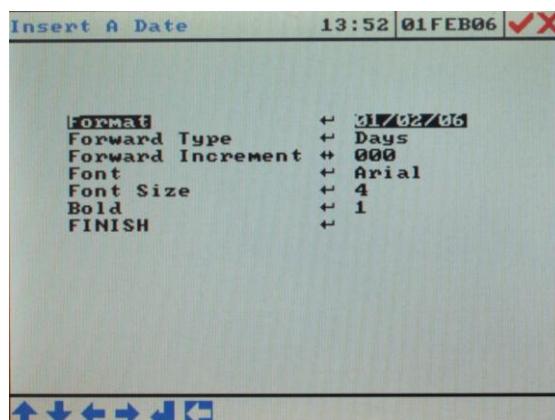 Insert A Date 13:52 01FEB06
Format ↵ 01/02/06
Forward Type ↵ Days
Forward Increment ↔ 000
Font ↵ Arial
Font Size ↵ 4
Bold ↵ 1
FINISH ↵